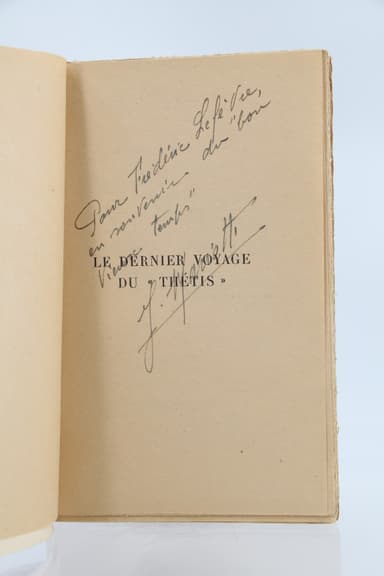 Pour Frédéric Lefèvre,
en souvenir du "bon
vieux temps"
LE DERNIER VOYAGE
DU « THÉTIS »